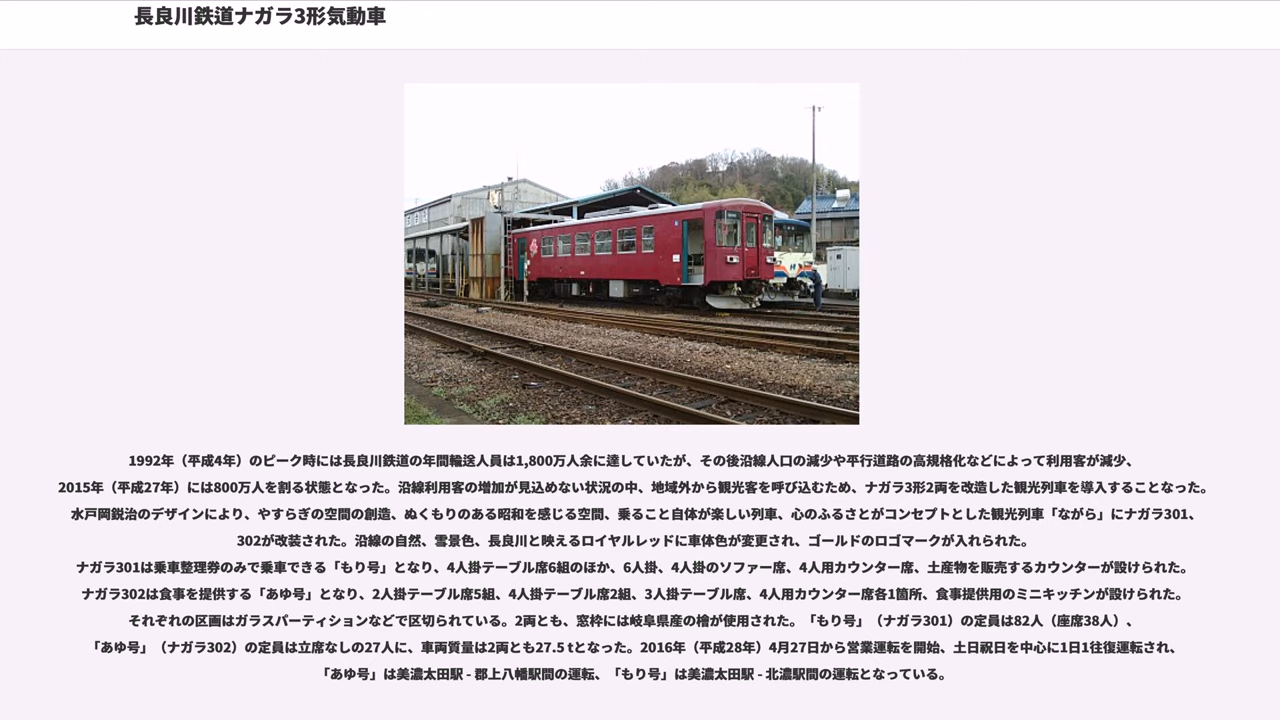 長良川鉄道ナガラ3形気動車
1992年（平成4年）のピーク時には長良川鉄道の年間輸送人員は1,800万人余に達していたが、その後沿線人口の減少や平行道路の高規格化などによって利用客が減少、
2015年（平成27年）には800万人を割る状態となった。沿線利用客の増加が見込めない状況の中、地域外から観光客を呼び込むため、ナガラ3形2両を改造した観光列車を導入することなった。
水戸岡鋭治のデザインにより、やすらぎの空間の創造、ぬくもりのある昭和を感じる空間、乗ること自体が楽しい列車、心のふるさとがコンセプトとした観光列車「ながら」にナガラ301、
302が改装された。沿線の自然、雪景色、長良川と映えるロイヤルレッドに車体色が変更され、ゴールドのロゴマークが入れられた。
ナガラ301は乗車整理券のみで乗車できる「もり号」となり、4人掛テーブル席6組のほか、6人掛、4人掛のソファー席、4人用カウンター席、土産物を販売するカウンターが設けられた。
ナガラ302は食事を提供する「あゆ号」となり、2人掛テーブル席5組、4人掛テーブル席2組、3人掛テーブル席、4人用カウンター席各1箇所、食事提供用のミニキッチンが設けられた。
それぞれの区画はガラスパーティションなどで区切られている。2両とも、窓枠には岐阜県産の檜が使用された。「もり号」（ナガラ301）の定員は82人（座席38人）、
「あゆ号」（ナガラ302）の定員は立席なしの27人に、車両質量は2両とも27.5 tとなった。2016年（平成28年）4月27日から営業運転を開始、土日祝日を中心に1日1往復運転され、
「あゆ号」は美濃太田駅 - 郡上八幡駅間の運転、「もり号」は美濃太田駅 - 北濃駅間の運転となっている。